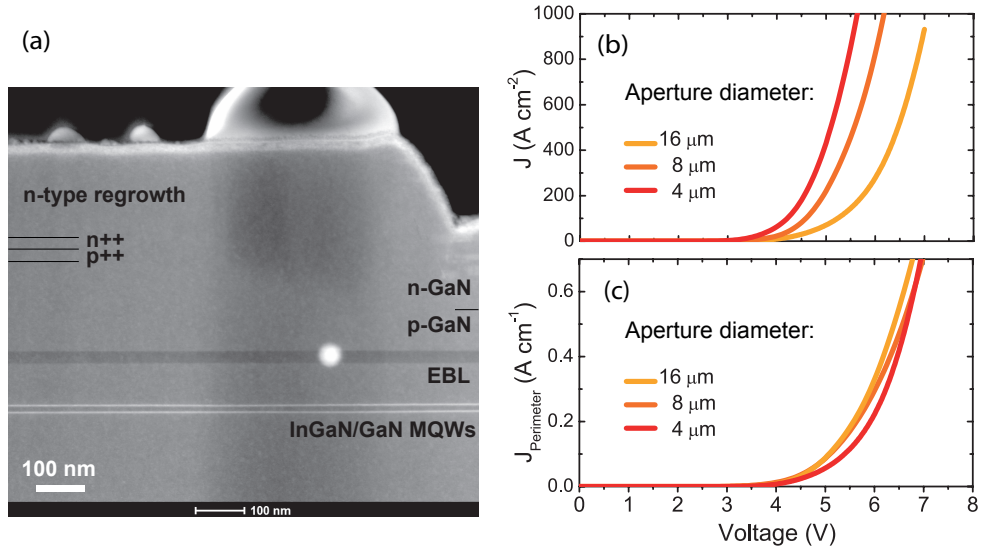 (a)
n-type regrowth
n++
p++
n-GaN
p-GaN
EBL
InGaN/GaN MQWs
100 nm
100 nm
(b)
1000
800
600
400
200
0
J (A cm-2)
Aperture diameter:
16 μm
8 μm
4 μm
(c)
0.6
0.4
0.2
0.0
JPerimeter (A cm-1)
Aperture diameter:
16 μm
8 μm
4 μm
0 1 2 3 4 5 6 7 8
Voltage (V)